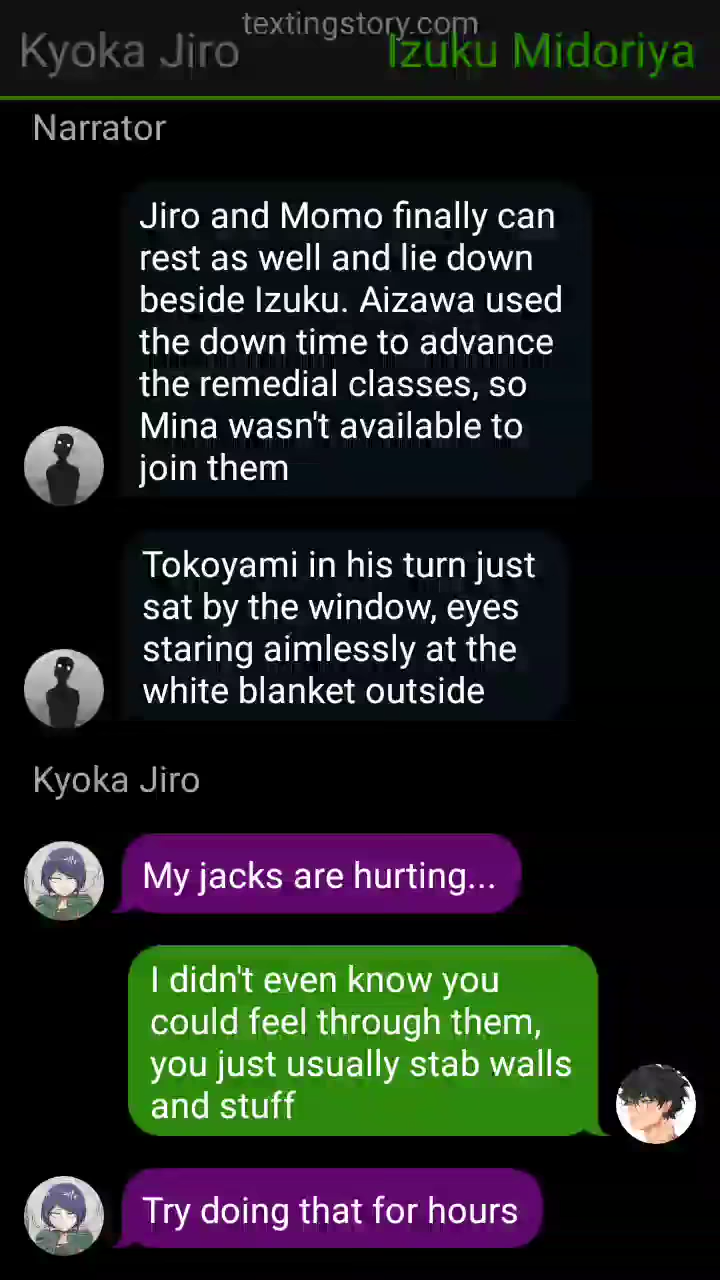 textingstory.com
Kyoka Jiro
Izuku Midoriya
Narrator
Jiro and Momo finally can
rest as well and lie down
beside Izuku. Aizawa used
the down time to advance
the remedial classes, so
Mina wasn't available to
join them
Tokoyami in his turn just
sat by the window, eyes
staring aimlessly at the
white blanket outside
Kyoka Jiro
My jacks are hurting...
I didn't even know you
could feel through them,
you just usually stab walls
and stuff
Try doing that for hours